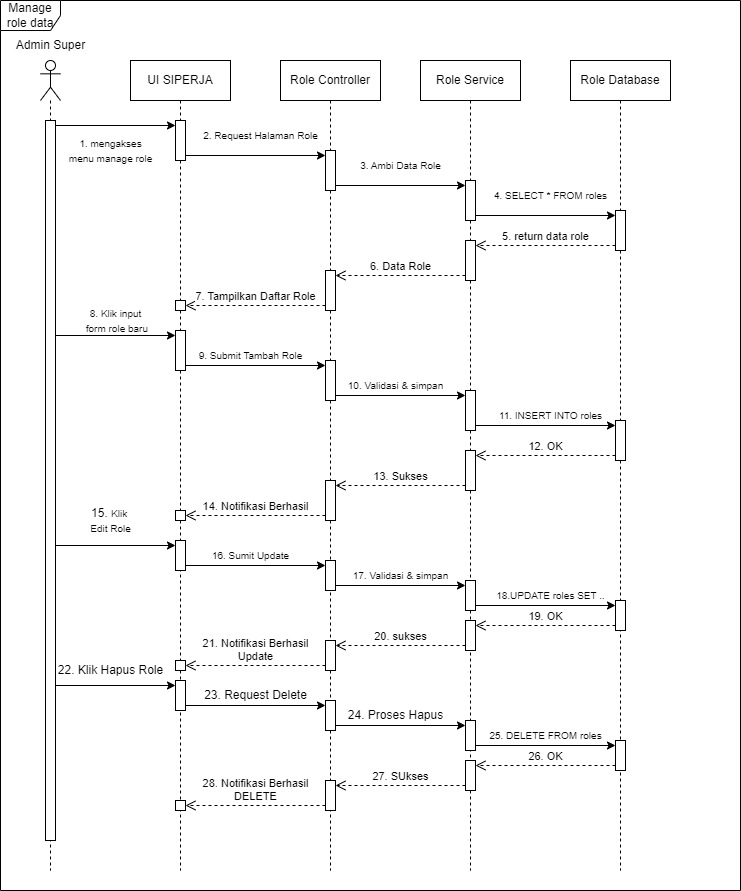 Manage
role data
Admin Super
UI SIPERJA
Role Controller
Role Service
Role Database
1. mengakses
menu manage role
2. Request Halaman Role
3. Ambi Data Role
4. SELECT * FROM roles
5. return data role
6. Data Role
7. Tampilkan Daftar Role
8. Klik input
form role baru
9. Submit Tambah Role
10. Validasi & simpan
11. INSERT INTO roles
12. OK
13. Sukses
14. Notifikasi Berhasil
15. Klik
Edit Role
16. Sumit Update
17. Validasi & simpan
18.UPDATE roles SET ..
19. OK
20. sukses
21. Notifikasi Berhasil
Update
22. Klik Hapus Role
23. Request Delete
24. Proses Hapus
25. DELETE FROM roles
26. OK
27. SUkses
28. Notifikasi Berhasil
DELETE